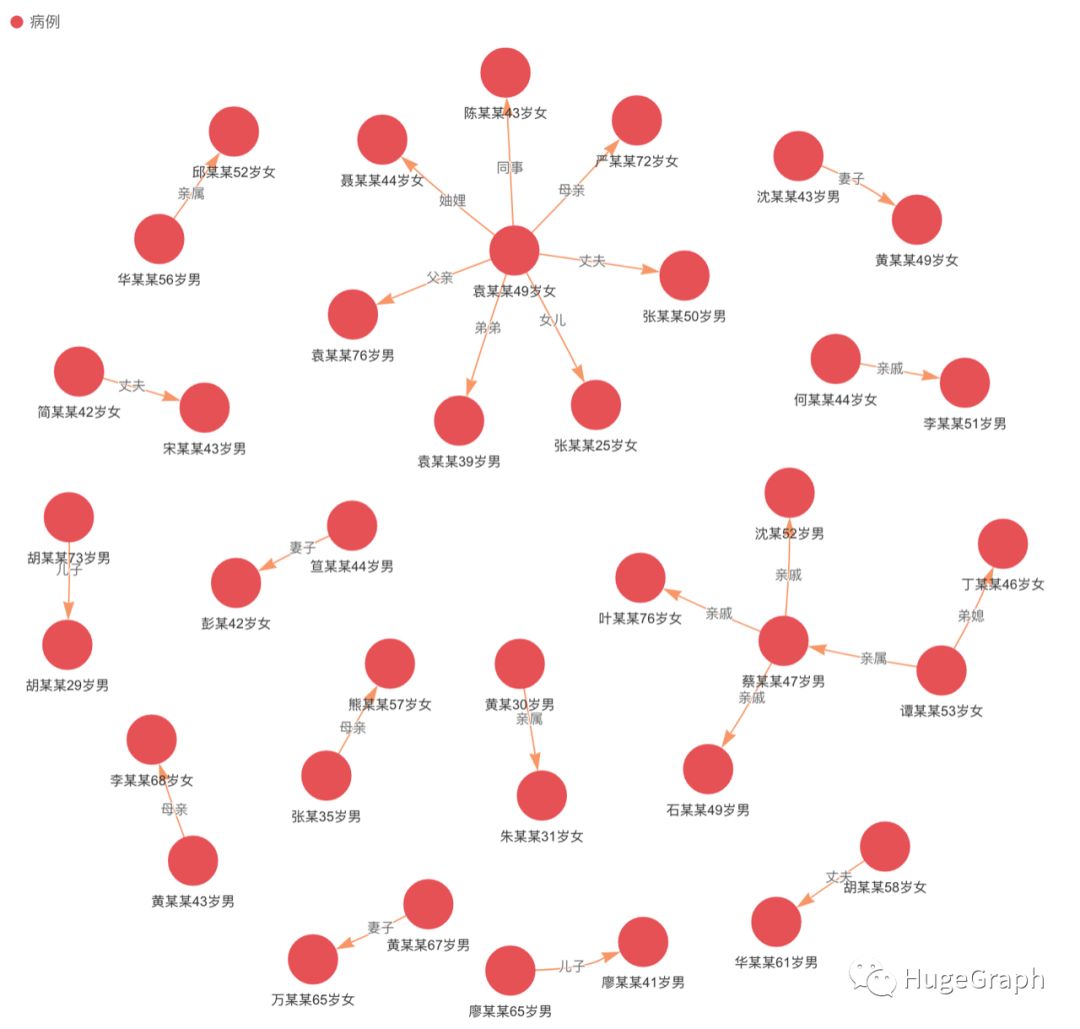 病例
陈某某43岁女
严某某72岁女
同事
邱某某52岁女
聂某某44岁女
母亲
亲属
妯娌
沈某某43岁男
妻子
黄某某49岁女
华某某56岁男
父亲
袁某某49岁女
丈夫
张某某50岁男
弟弟
女儿
袁某某76岁男
简某某42岁女
丈夫
宋某某43岁男
袁某某39岁男
张某某25岁女
何某某44岁女
亲戚
李某某51岁男
沈某52岁男
胡某某73岁男
儿子
妻子
笪某某44岁男
彭某42岁女
亲戚
丁某某46岁女
叶某某76岁女
亲戚
弟媳
胡某某29岁男
亲属
蔡某某47岁男
谭某某53岁女
熊某某57岁女
黄某30岁男
亲戚
母亲
亲属
李某某68岁女
母亲
张某35岁男
朱某某31岁女
石某某49岁男
黄某某43岁男
丈夫
胡某某58岁女
妻子
黄某某67岁男
华某某61岁男
万某某65岁女
儿子
廖某某41岁男
廖某某65岁男
HugeGraph